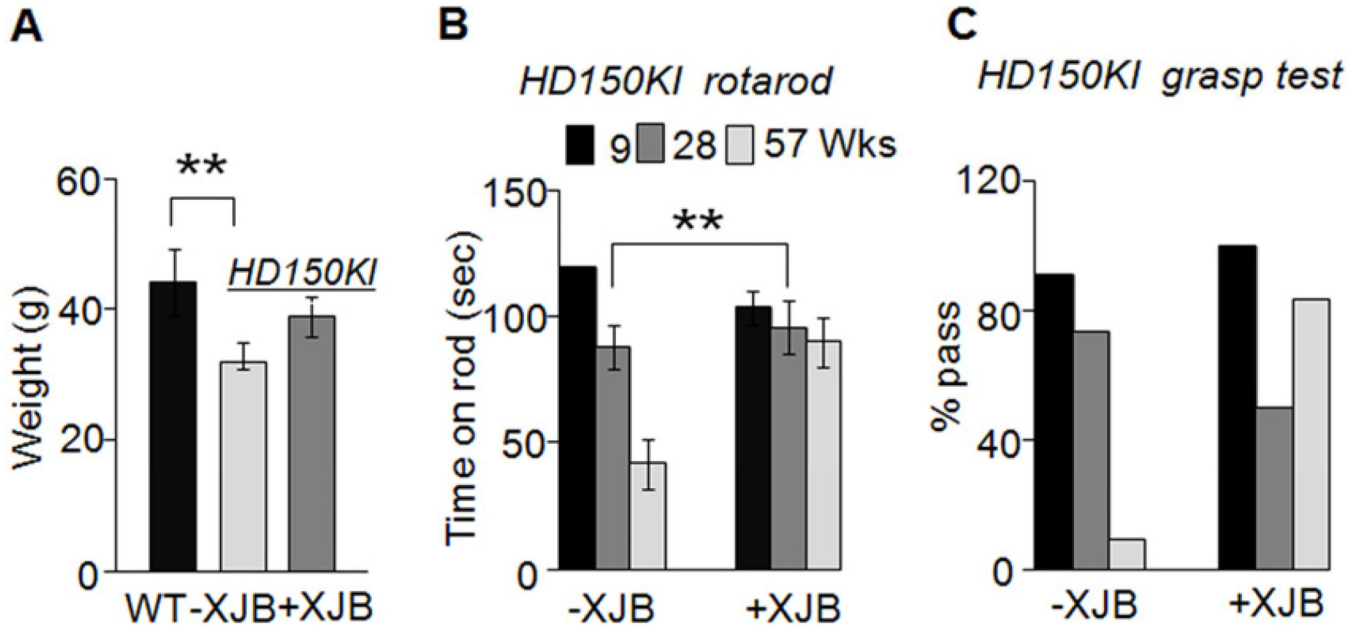 A
**
HD150KI
Weight (g)
60
40
20
0
WT -XJB +XJB
B
HD150KI rotarod
9 28 57 Wks
**
Time on rod (sec)
150
100
50
0
-XJB +XJB
C
HD150KI grasp test
% pass
120
80
40
0
-XJB +XJB